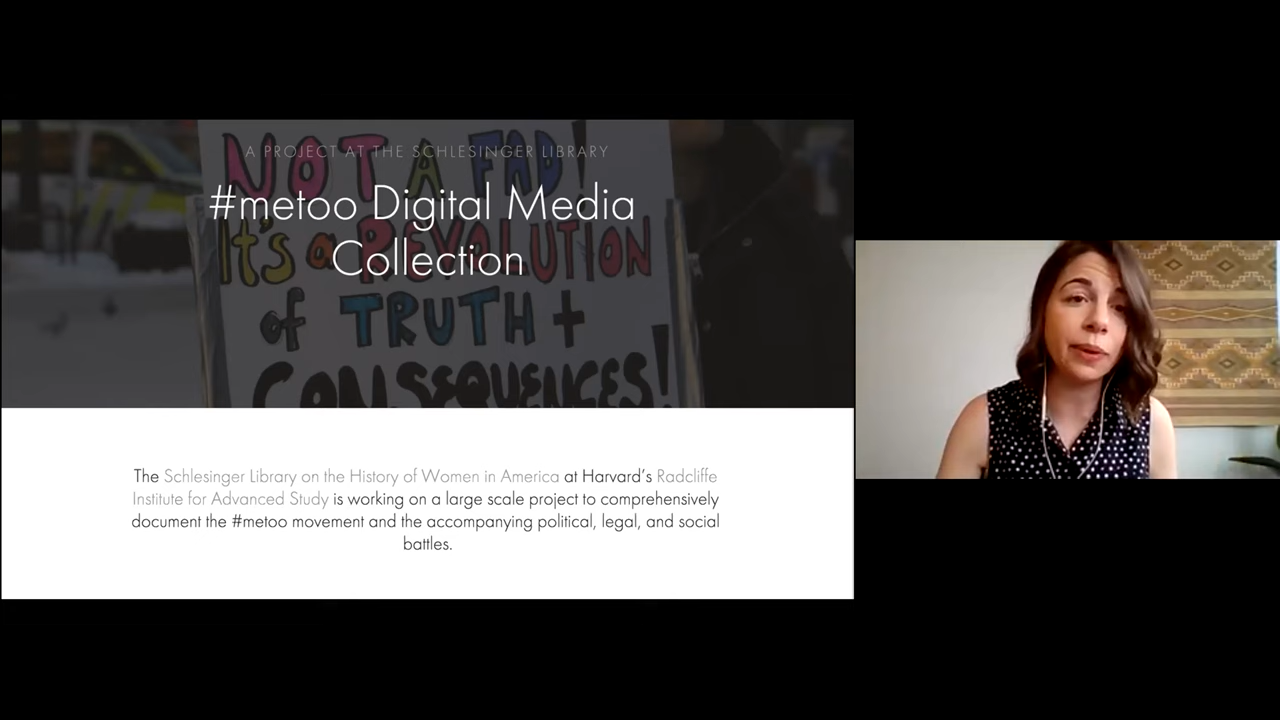 A PROJECT AT THE SCHLESINGER LIBRARY
#metoo Digital Media
Collection
NOT A FAD!
It's a REVOLUTION
of TRUTH +
CONSEQUENCES!
The Schlesinger Library on the History of Women in America at Harvard's Radcliffe
Institute for Advanced Study is working on a large scale project to comprehensively
document the #metoo movement and the accompanying political, legal, and social
battles.